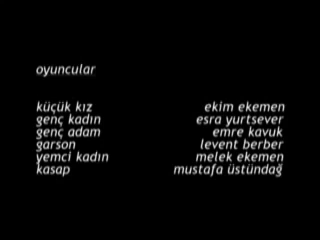 oyuncular
küçük kız ekim ekemen
genç kadın esra yurtsever
genç adam emre kavuk
garson levent berber
yemci kadın melek ekemen
kasap mustafa üstündağ